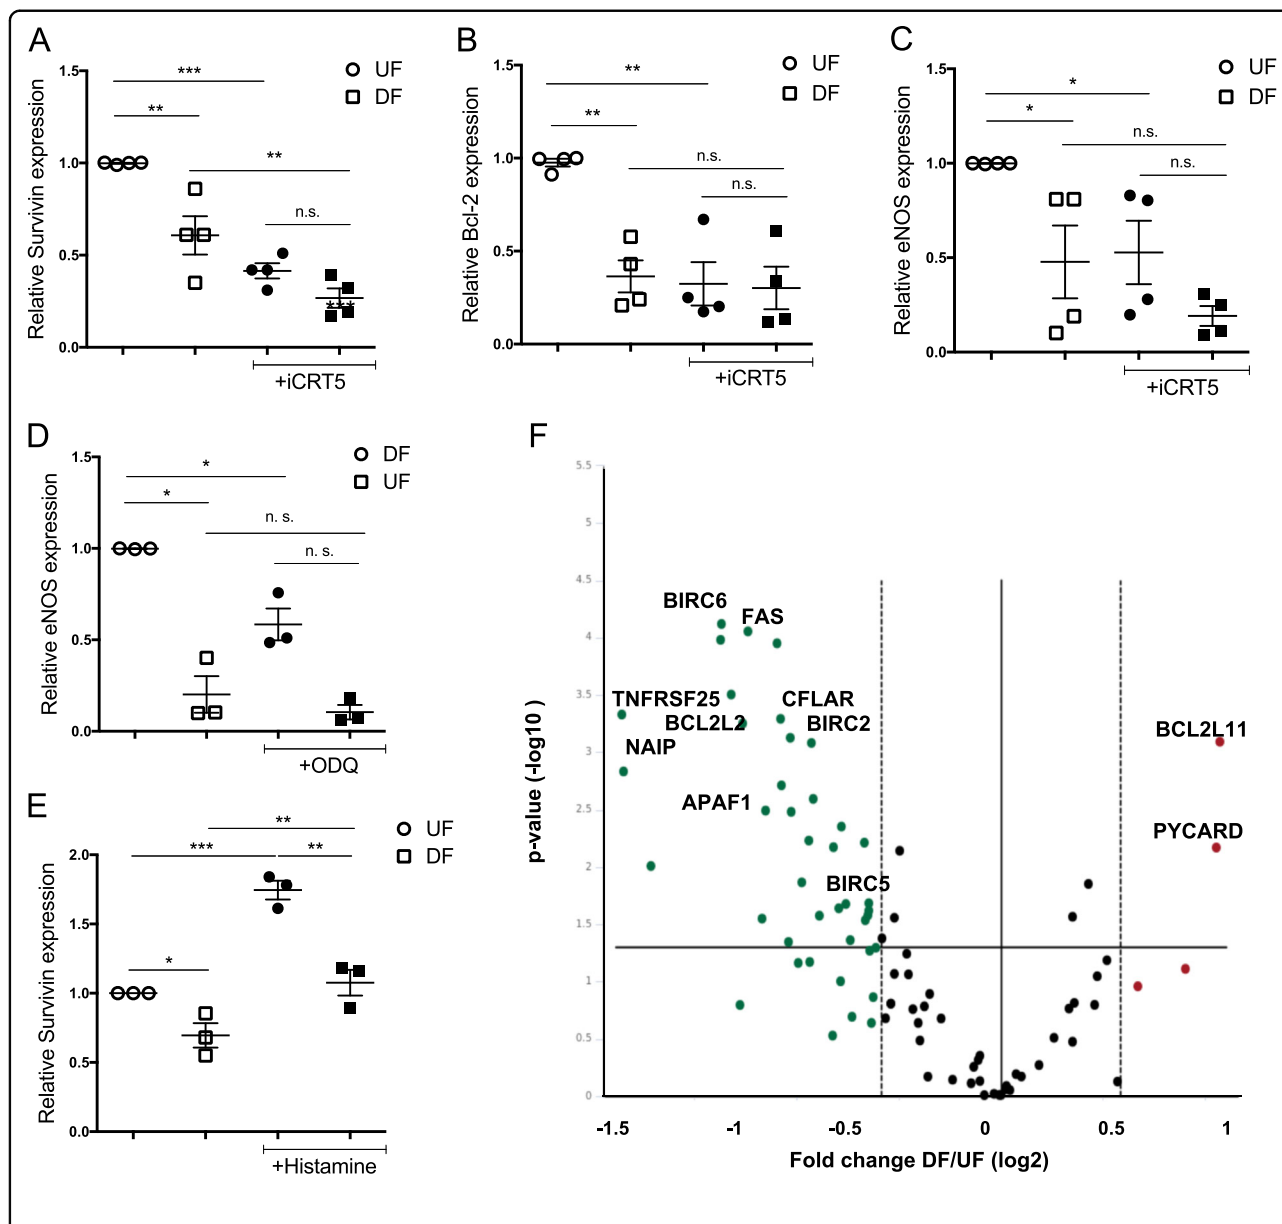 A
Relative Survivin expression
1.5
1.0
0.5
0.0
***
**
**
n.s.
***
UF
DF
+iCRT5
B
Relative Bcl-2 expression
1.5
1.0
0.5
0.0
**
**
n.s.
n.s.
UF
DF
+iCRT5
C
Relative eNOS expression
1.5
1.0
0.5
0.0
*
*
n.s.
n.s.
UF
DF
+iCRT5
D
Relative eNOS expression
1.5
1.0
0.5
0.0
*
*
n. s.
n. s.
DF
UF
+ODQ
E
Relative Survivin expression
2.0
1.5
1.0
0.5
0.0
**
***
**
*
UF
DF
+Histamine
F
p-value (-log10 )
5.5
5
4.5
4
3.5
3
2.5
2
1.5
1
0.5
0
BIRC6
FAS
TNFRSF25
CFLAR
BCL2L2
BIRC2
NAIP
APAF1
BIRC5
BCL2L11
PYCARD
-1.5
-1
-0.5
0
0.5
1
Fold change DF/UF (log2)